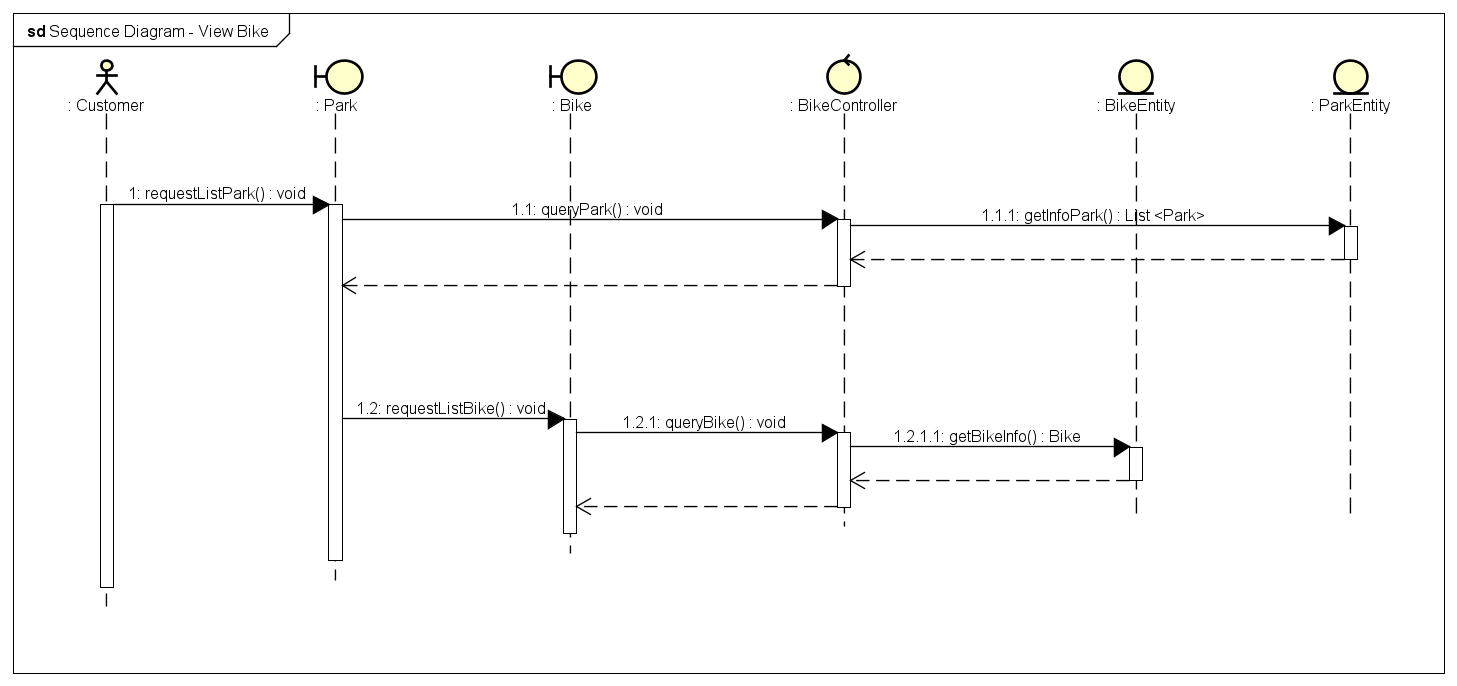 sd Sequence Diagram - View Bike
: Customer
: Park
: Bike
: BikeController
: BikeEntity
: ParkEntity
1: requestListPark() : void
1.1: queryPark() : void
1.1.1: getInfoPark() : List <Park>
1.2: requestListBike() : void
1.2.1: queryBike() : void
1.2.1.1: getBikeInfo() : Bike